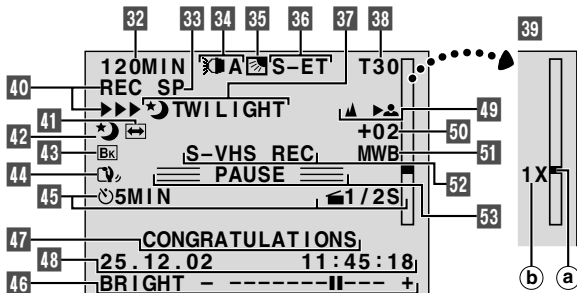 32 33 34 35 36 37 38 39
120MIN A S-ET T30
40 REC SP
TWILIGHT 49
41 +02 50
42
43 BK S-VHS REC MWB 51
44 PAUSE 52
1X
45 5MIN 1/2S 53
b a
47 CONGRATULATIONS
48 25.12.02 11:45:18
46 BRIGHT - -------▮▮--- +